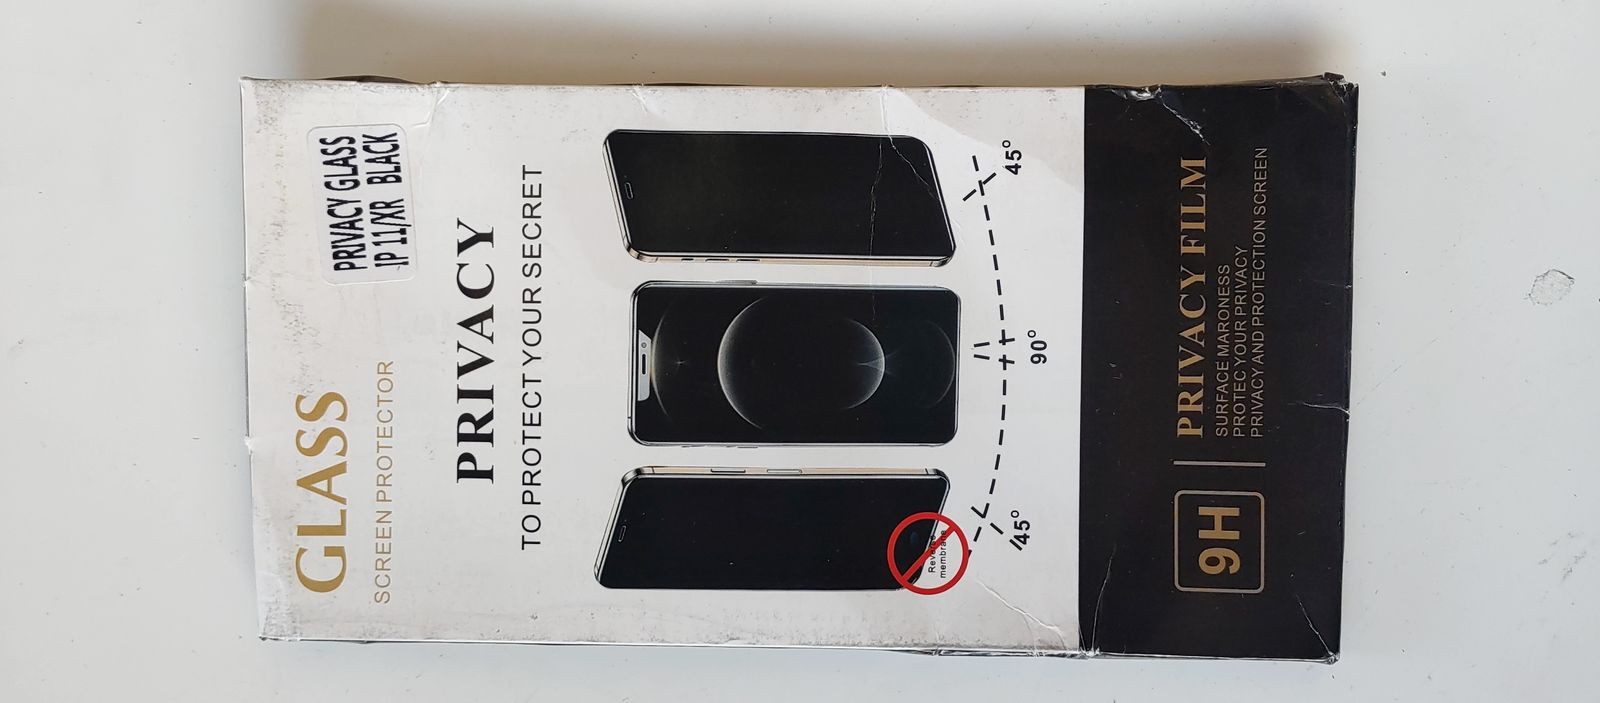 GLASS
SCREEN PROTECTOR
PRIVACY GLASS
IP 11/XR BLACK
PRIVACY
TO PROTECT YOUR SECRET
Reverse
membrane
45°
90°
45°
9H
PRIVACY FILM
SURFACE MARONESS
PROTEC YOUR PRIVACY
PRIVACY AND PROTECTION SCREEN